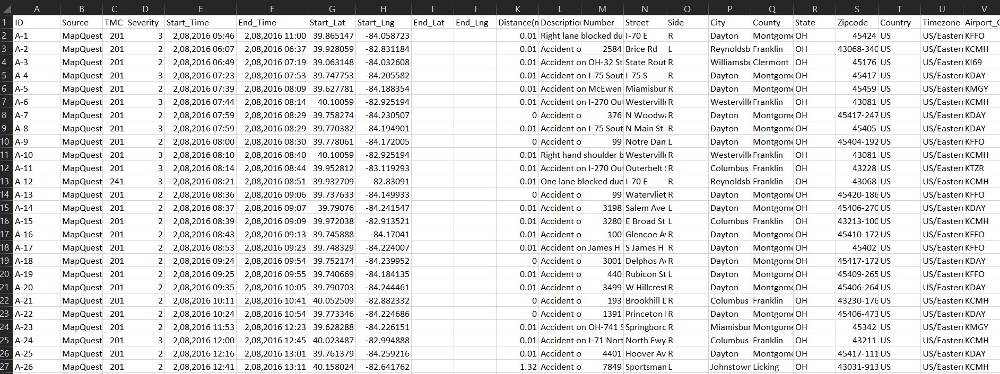 A B C D E F G H I J K L M N O P Q R S T U V
1 ID Source TMC Severity Start_Time End_Time Start_Lat Start_Lng End_Lat End_Lng Distance(n Descriptio Number Street Side City County State Zipcode Country Timezone Airport_C
2 A-1 MapQuest 201 3 2,08,2016 05:46 2,08,2016 11:00 39.865147 -84.058723 0.01 Right lane blocked du I-70 E R Dayton Montgome OH 45424 US US/Easter KFFO
3 A-2 MapQuest 201 2 2,08,2016 06:07 2,08,2016 06:37 39.928059 -82.831184 0.01 Accident o 2584 Brice Rd L Reynoldsb Franklin OH 43068-340 US US/Easter KCMH
4 A-3 MapQuest 201 2 2,08,2016 06:49 2,08,2016 07:19 39.063148 -84.032608 0.01 Accident on OH-32 St State Rout R Williamsbu Clermont OH 45176 US US/Easter KI69
5 A-4 MapQuest 201 3 2,08,2016 07:23 2,08,2016 07:53 39.747753 -84.205582 0.01 Accident on I-75 Sout I-75 S R Dayton Montgome OH 45417 US US/Easter KDAY
6 A-5 MapQuest 201 2 2,08,2016 07:39 2,08,2016 08:09 39.627781 -84.188354 0.01 Accident on McEwen Miamisbur R Dayton Montgome OH 45459 US US/Easter KMGY
7 A-6 MapQuest 201 3 2,08,2016 07:44 2,08,2016 08:14 40.10059 -82.925194 0.01 Accident on I-270 Out Westerville R Westerville Franklin OH 43081 US US/Easter KCMH
8 A-7 MapQuest 201 2 2,08,2016 07:59 2,08,2016 08:29 39.758274 -84.230507 0 Accident o 376 N Woodwa R Dayton Montgome OH 45417-247 US US/Easter KDAY
9 A-8 MapQuest 201 3 2,08,2016 07:59 2,08,2016 08:29 39.770382 -84.194901 0.01 Accident on I-75 Sout N Main St R Dayton Montgome OH 45405 US US/Easter KDAY
10 A-9 MapQuest 201 2 2,08,2016 08:00 2,08,2016 08:30 39.778061 -84.172005 0 Accident o 99 Notre Dam L Dayton Montgome OH 45404-192 US US/Easter KFFO
11 A-10 MapQuest 201 3 2,08,2016 08:10 2,08,2016 08:40 40.10059 -82.925194 0.01 Right hand shoulder b Westerville R Westerville Franklin OH 43081 US US/Easter KCMH
12 A-11 MapQuest 201 3 2,08,2016 08:14 2,08,2016 08:44 39.952812 -83.119293 0.01 Accident on I-270 Out Outerbelt S R Columbus Franklin OH 43228 US US/Easter KTZR
13 A-12 MapQuest 241 3 2,08,2016 08:21 2,08,2016 08:51 39.932709 -82.83091 0.01 One lane blocked due I-70 E R Reynoldsb Franklin OH 43068 US US/Easter KCMH
14 A-13 MapQuest 201 2 2,08,2016 08:36 2,08,2016 09:06 39.737633 -84.149933 0 Accident o 99 Watervliet R Dayton Montgome OH 45420-186 US US/Easter KFFO
15 A-14 MapQuest 201 2 2,08,2016 08:37 2,08,2016 09:07 39.79076 -84.241547 0.01 Accident o 3198 Salem Ave L Dayton Montgome OH 45406-270 US US/Easter KDAY
16 A-15 MapQuest 201 2 2,08,2016 08:39 2,08,2016 09:09 39.972038 -82.913521 0.01 Accident o 3280 E Broad St L Columbus Franklin OH 43213-100 US US/Easter KCMH
17 A-16 MapQuest 201 2 2,08,2016 08:43 2,08,2016 09:13 39.745888 -84.17041 0.01 Accident o 100 Glencoe Av R Dayton Montgome OH 45410-172 US US/Easter KFFO
18 A-17 MapQuest 201 2 2,08,2016 08:53 2,08,2016 09:23 39.748329 -84.224007 0.01 Accident on James H S James H R Dayton Montgome OH 45402 US US/Easter KFFO
19 A-18 MapQuest 201 2 2,08,2016 09:24 2,08,2016 09:54 39.752174 -84.239952 0 Accident o 3001 Delphos Av R Dayton Montgome OH 45417-172 US US/Easter KDAY
20 A-19 MapQuest 201 2 2,08,2016 09:25 2,08,2016 09:55 39.740669 -84.184135 0.01 Accident o 440 Rubicon St L Dayton Montgome OH 45409-265 US US/Easter KFFO
21 A-20 MapQuest 201 2 2,08,2016 09:35 2,08,2016 10:05 39.790703 -84.244461 0.01 Accident o 3499 W Hillcrest R Dayton Montgome OH 45406-264 US US/Easter KDAY
22 A-21 MapQuest 201 2 2,08,2016 10:11 2,08,2016 10:41 40.052509 -82.882332 0 Accident o 193 Brookhill D R Columbus Franklin OH 43230-176 US US/Easter KCMH
23 A-22 MapQuest 201 2 2,08,2016 10:24 2,08,2016 10:54 39.773346 -84.224686 0 Accident o 1391 Princeton R Dayton Montgome OH 45406-473 US US/Easter KDAY
24 A-23 MapQuest 201 2 2,08,2016 11:53 2,08,2016 12:23 39.628288 -84.226151 0.01 Accident on OH-741 S Springboro R Miamisbur Montgome OH 45342 US US/Easter KMGY
25 A-24 MapQuest 201 3 2,08,2016 12:00 2,08,2016 12:45 40.023487 -82.994888 0.01 Accident on I-71 Nort North Fwy R Columbus Franklin OH 43211 US US/Easter KCMH
26 A-25 MapQuest 201 2 2,08,2016 12:16 2,08,2016 13:01 39.761379 -84.259216 0.01 Accident o 4401 Hoover Av R Dayton Montgome OH 45417-111 US US/Easter KDAY
27 A-26 MapQuest 201 2 2,08,2016 12:41 2,08,2016 13:11 40.158024 -82.641762 1.32 Accident o 7849 Sportsman L Johnstown Licking OH 43031-913 US US/Easter KCMH